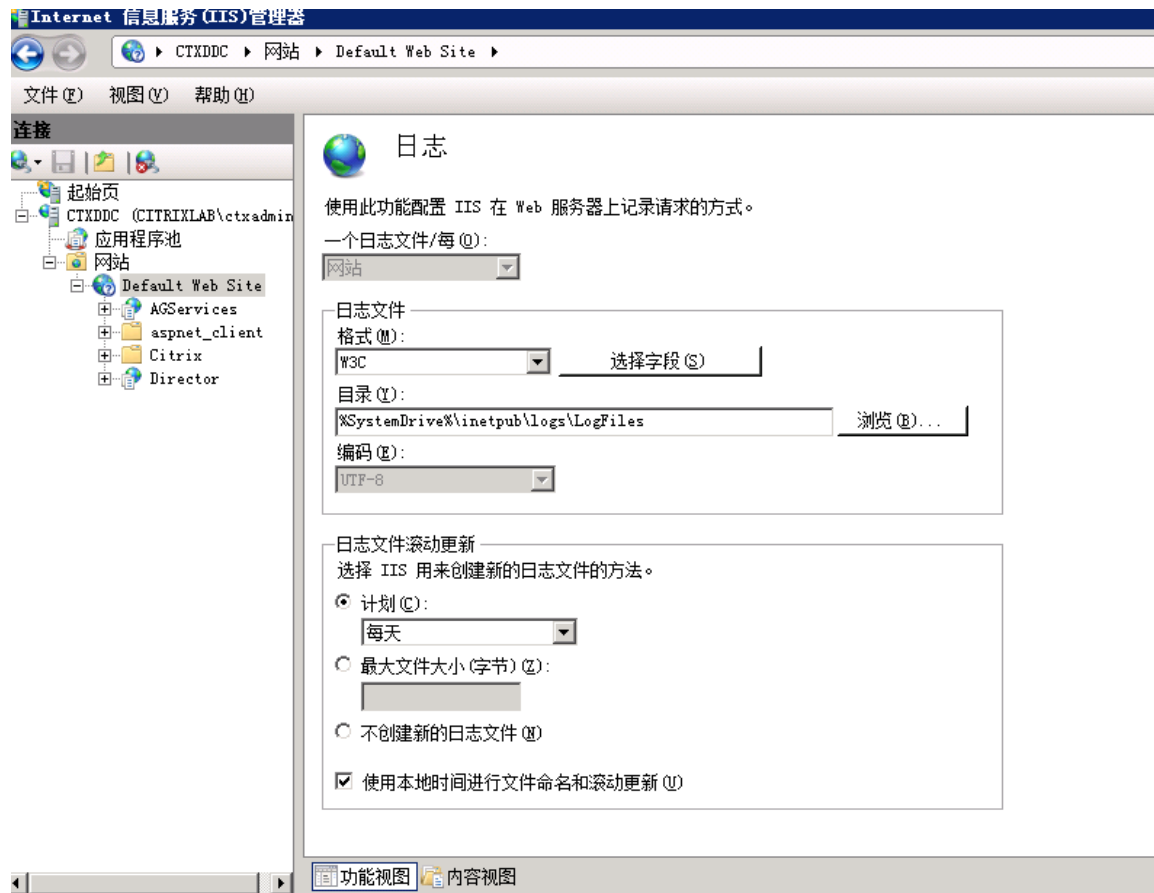 Internet 信息服务(IIS)管理器
CTXDDC 网站 Default Web Site
文件(F) 视图(V) 帮助(H)
连接
起始页
CTXDDC (CITRIXLAB\ctxadmin
应用程序池
网站
Default Web Site
AGServices
aspnet_client
Citrix
Director
日志
使用此功能配置 IIS 在 Web 服务器上记录请求的方式。
一个日志文件/每(O):
网站
日志文件
格式(M):
W3C 选择字段(S)
目录(Y):
%SystemDrive%\inetpub\logs\LogFiles 浏览(B)...
编码(E):
UTF-8
日志文件滚动更新
选择 IIS 用来创建新的日志文件的方法。
计划(C):
每天
最大文件大小(字节)(Z):
不创建新的日志文件(N)
使用本地时间进行文件命名和滚动更新(U)
功能视图 内容视图